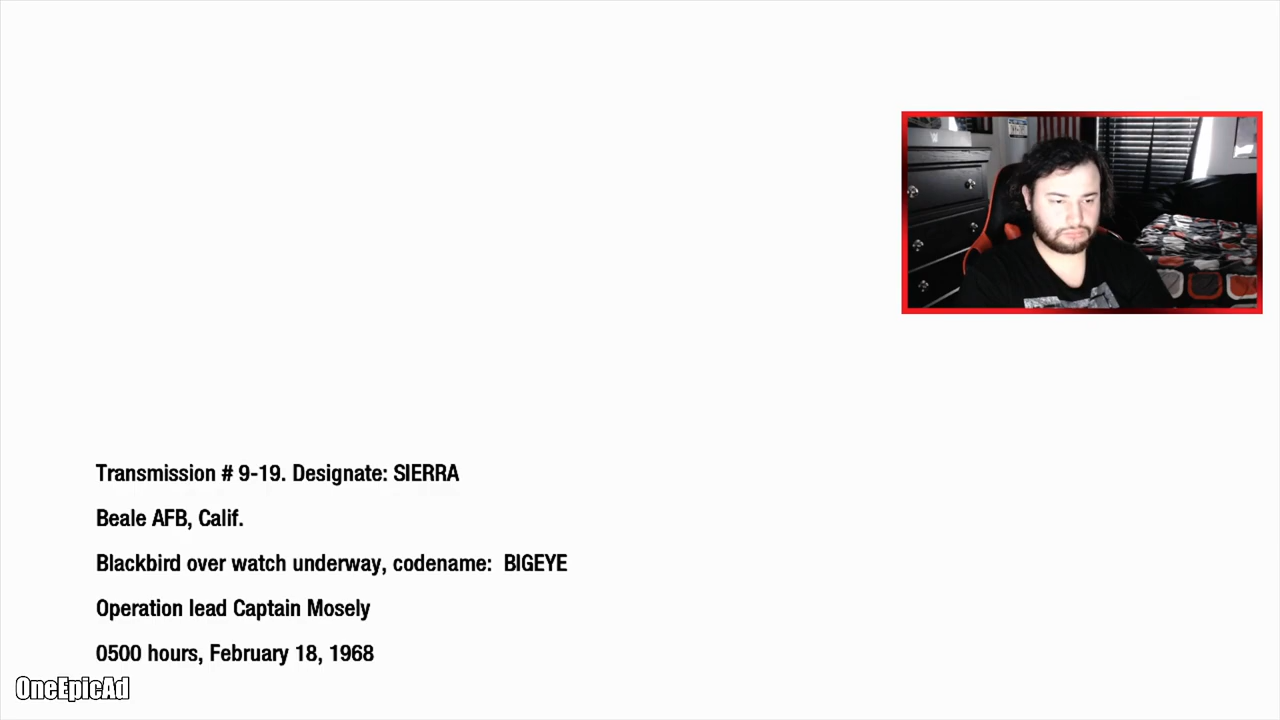 Transmission # 9-19. Designate: SIERRA
Beale AFB, Calif.
Blackbird over watch underway, codename:  BIGEYE
Operation lead Captain Mosely
0500 hours, February 18, 1968
OneEpicAd